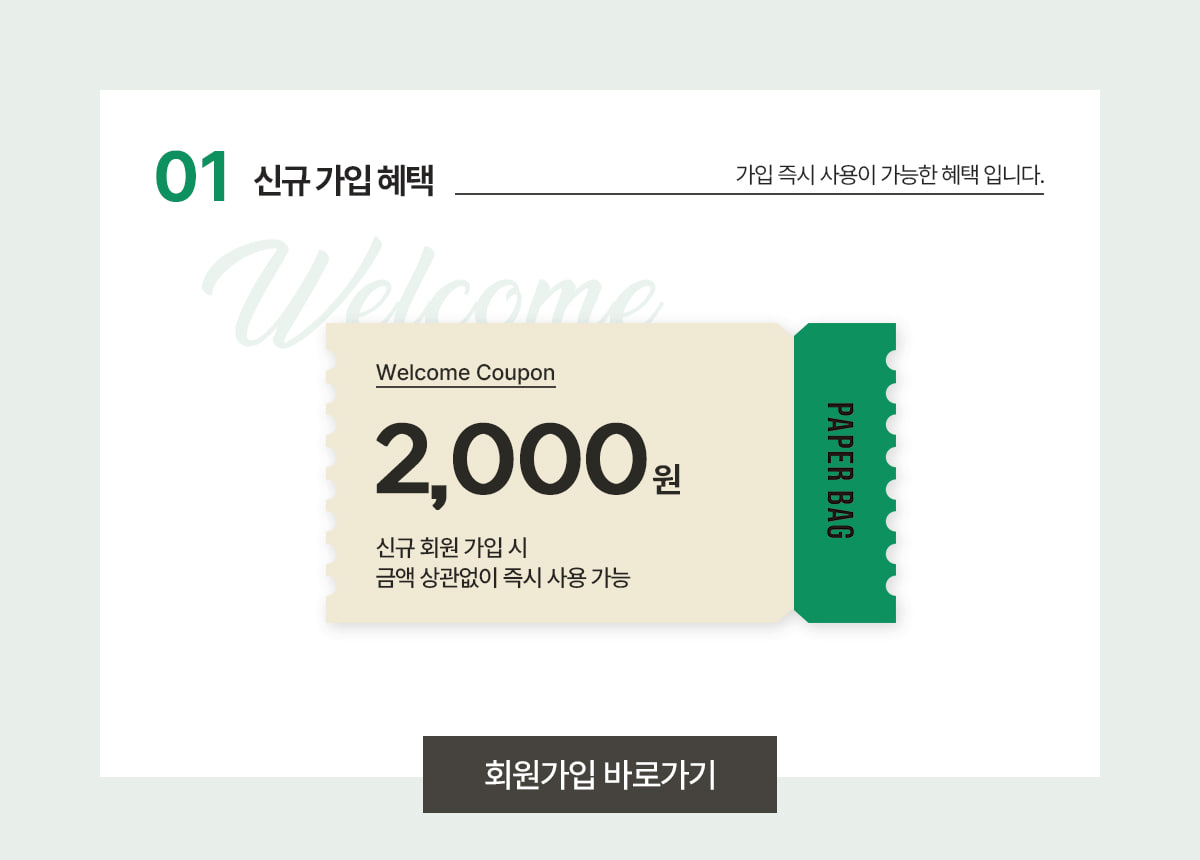 01 신규 가입 혜택
가입 즉시 사용이 가능한 혜택 입니다.
Welcome
Welcome Coupon
2,000원
신규 회원 가입 시
금액 상관없이 즉시 사용 가능
PAPER BAG
회원가입 바로가기